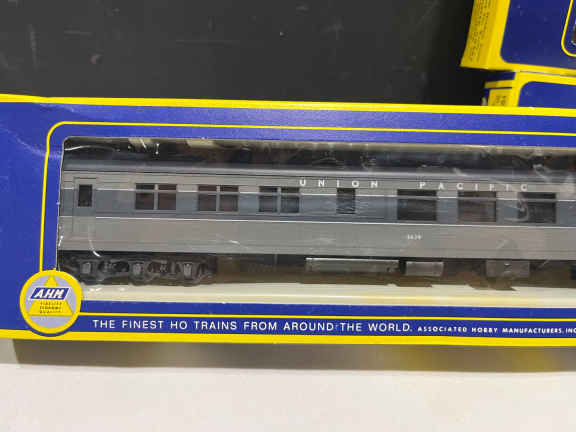 UNION PACIFIC
AHM
THE FINEST HO TRAINS FROM AROUND THE WORLD. ASSOCIATED HOBBY MANUFACTURERS, INC